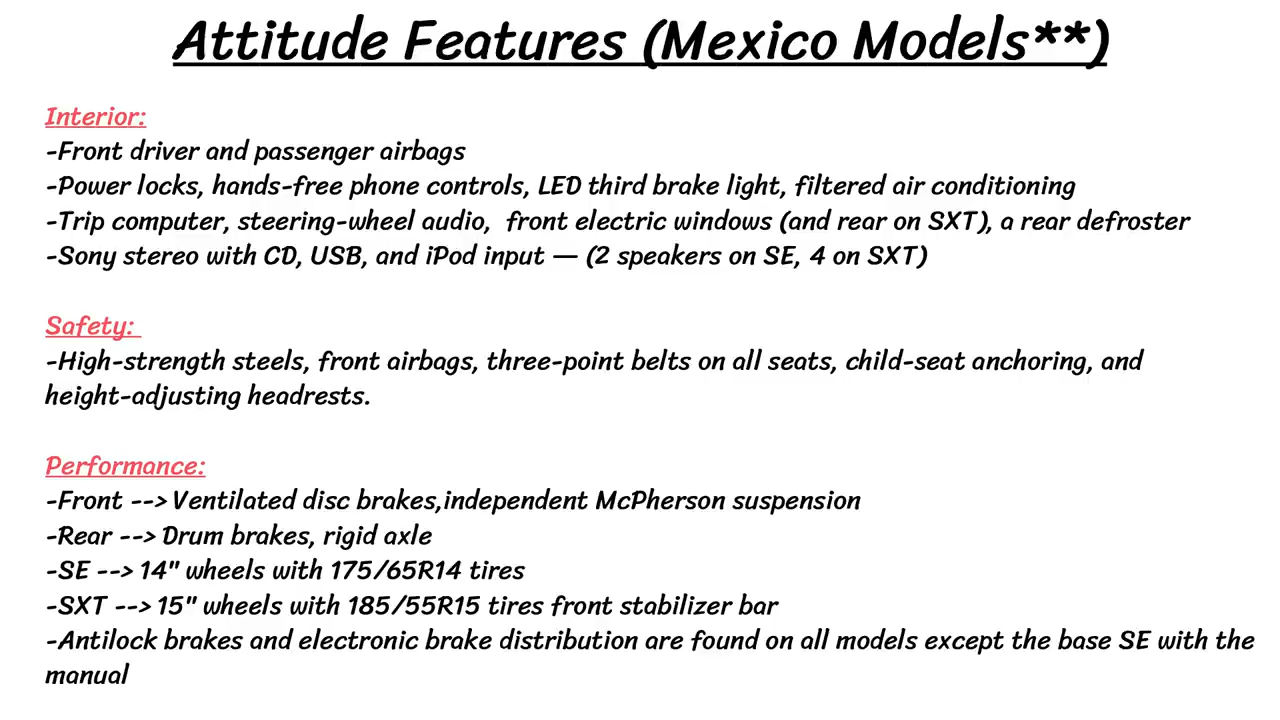 Attitude Features (Mexico Models**)
Interior:
-Front driver and passenger airbags
-Power locks, hands-free phone controls, LED third brake light, filtered air conditioning
-Trip computer, steering-wheel audio,  front electric windows (and rear on SXT), a rear defroster
-Sony stereo with CD, USB, and iPod input — (2 speakers on SE, 4 on SXT)
Safety:
-High-strength steels, front airbags, three-point belts on all seats, child-seat anchoring, and
height-adjusting headrests.
Performance:
-Front --> Ventilated disc brakes,independent McPherson suspension
-Rear --> Drum brakes, rigid axle
-SE --> 14" wheels with 175/65R14 tires
-SXT --> 15" wheels with 185/55R15 tires front stabilizer bar
-Antilock brakes and electronic brake distribution are found on all models except the base SE with the
manual